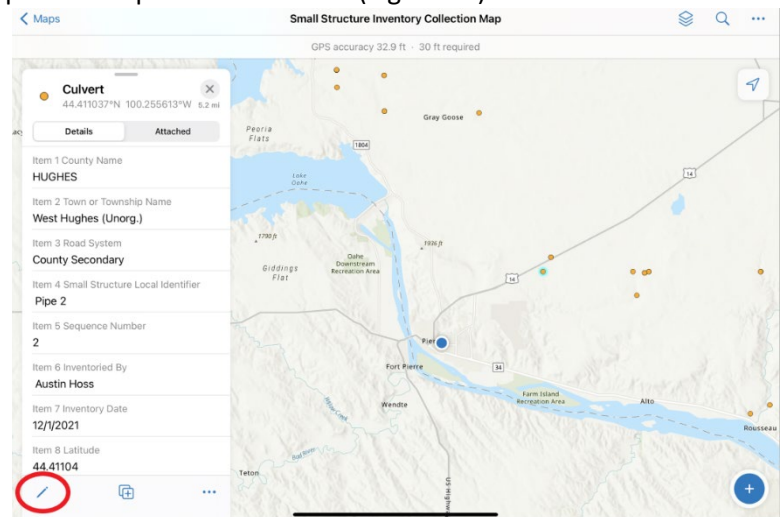 Maps
Small Structure Inventory Collection Map
GPS accuracy 32.9 ft · 30 ft required
Culvert
44.411037°N 100.255613°W 5.2 mi
Details
Attached
Item 1 County Name
HUGHES
Item 2 Town or Township Name
West Hughes (Unorg.)
Item 3 Road System
County Secondary
Item 4 Small Structure Local Identifier
Pipe 2
Item 5 Sequence Number
2
Item 6 Inventoried By
Austin Hoss
Item 7 Inventory Date
12/1/2021
Item 8 Latitude
44.41104
Gray Goose
Peoria
Flats
1804
14
Lake
Oahe
1700 ft
1936 ft
Oahe
Downstream
Recreation Area
Giddings
Flat
14
Fort Pierre
34
Wendte
Farm Island
Recreation Area
Alto
Rousseau
Teton
US Highway